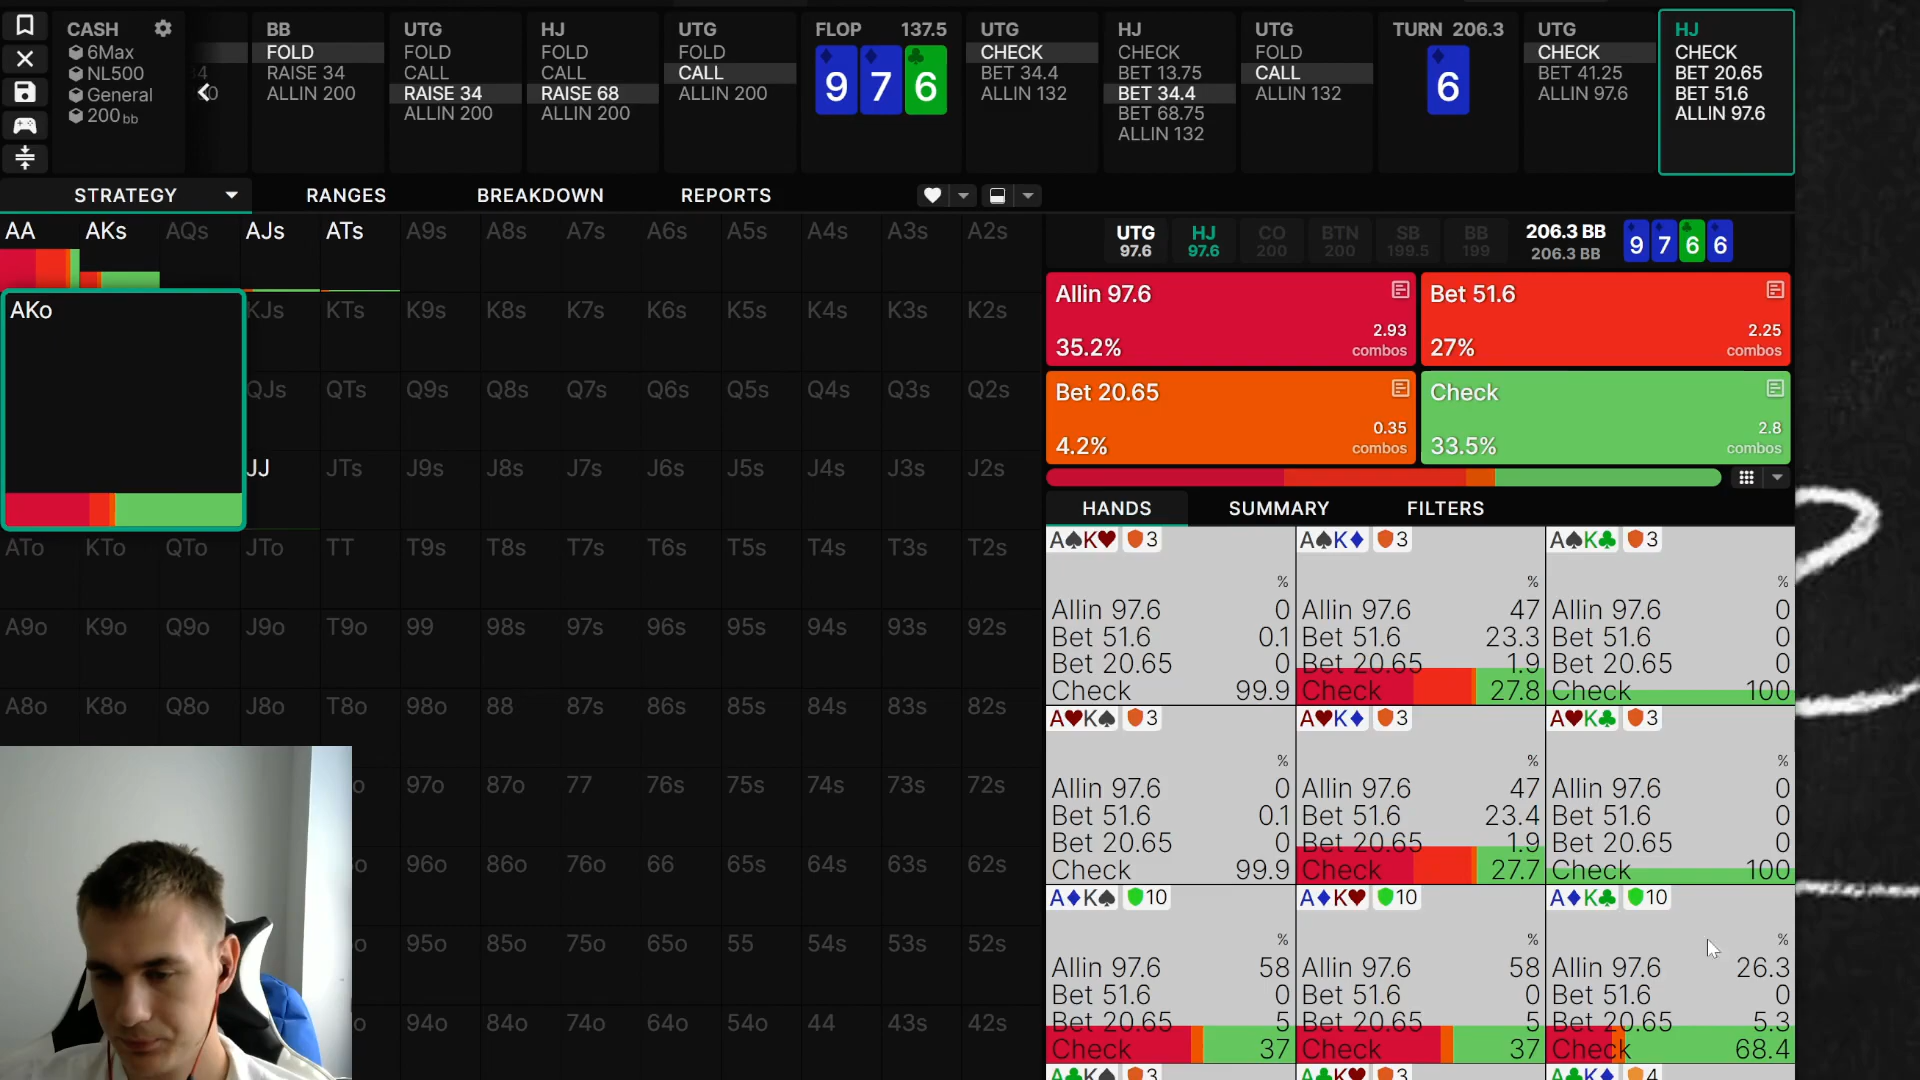 CASH
6Max
NL500
General
200bb
BB
FOLD
RAISE 34
ALLIN 200
UTG
FOLD
CALL
RAISE 34
ALLIN 200
HJ
FOLD
CALL
RAISE 68
ALLIN 200
UTG
FOLD
CALL
ALLIN 200
FLOP 137.5
9 7 6
UTG
CHECK
BET 34.4
ALLIN 132
HJ
CHECK
BET 13.75
BET 34.4
BET 68.75
ALLIN 132
UTG
FOLD
CALL
ALLIN 132
TURN 206.3
6
UTG
CHECK
BET 41.25
ALLIN 97.6
HJ
CHECK
BET 20.65
BET 51.6
ALLIN 97.6
STRATEGY RANGES BREAKDOWN REPORTS
AA AKs AQs AJs ATs A9s A8s A7s A6s A5s A4s A3s A2s
AKo KJs KTs K9s K8s K7s K6s K5s K4s K3s K2s
QJs QTs Q9s Q8s Q7s Q6s Q5s Q4s Q3s Q2s
JJ JTs J9s J8s J7s J6s J5s J4s J3s J2s
ATo KTo QTo JTo TT T9s T8s T7s T6s T5s T4s T3s T2s
A9o K9o Q9o J9o T9o 99 98s 97s 96s 95s 94s 93s 92s
A8o K8o Q8o J8o T8o 98o 88 87s 86s 85s 84s 83s 82s
97o 87o 77 76s 75s 74s 73s 72s
96o 86o 76o 66 65s 64s 63s 62s
95o 85o 75o 65o 55 54s 53s 52s
94o 84o 74o 64o 54o 44 43s 42s
UTG
97.6
HJ
97.6
CO
200
BTN
200
SB
199.5
BB
199
206.3 BB
206.3 BB
9 7 6 6
Allin 97.6
35.2%
2.93
combos
Bet 51.6
27%
2.25
combos
Bet 20.65
4.2%
0.35
combos
Check
33.5%
2.8
combos
HANDS SUMMARY FILTERS
A♠K♥ 3
%
Allin 97.6 0
Bet 51.6 0.1
Bet 20.65 0
Check 99.9
A♠K♦ 3
%
Allin 97.6 47
Bet 51.6 23.3
Bet 20.65 1.9
Check 27.8
A♠K♣ 3
%
Allin 97.6 0
Bet 51.6 0
Bet 20.65 0
Check 100
A♥K♠ 3
%
Allin 97.6 0
Bet 51.6 0.1
Bet 20.65 0
Check 99.9
A♥K♦ 3
%
Allin 97.6 47
Bet 51.6 23.4
Bet 20.65 1.9
Check 27.7
A♥K♣ 3
%
Allin 97.6 0
Bet 51.6 0
Bet 20.65 0
Check 100
A♦K♠ 10
%
Allin 97.6 58
Bet 51.6 0
Bet 20.65 5
Check 37
A♦K♥ 10
%
Allin 97.6 58
Bet 51.6 0
Bet 20.65 5
Check 37
A♦K♣ 10
%
Allin 97.6 26.3
Bet 51.6 0
Bet 20.65 5.3
Check 68.4
A♣K♠ 3
A♣K♥ 3
A♣K♦ 4